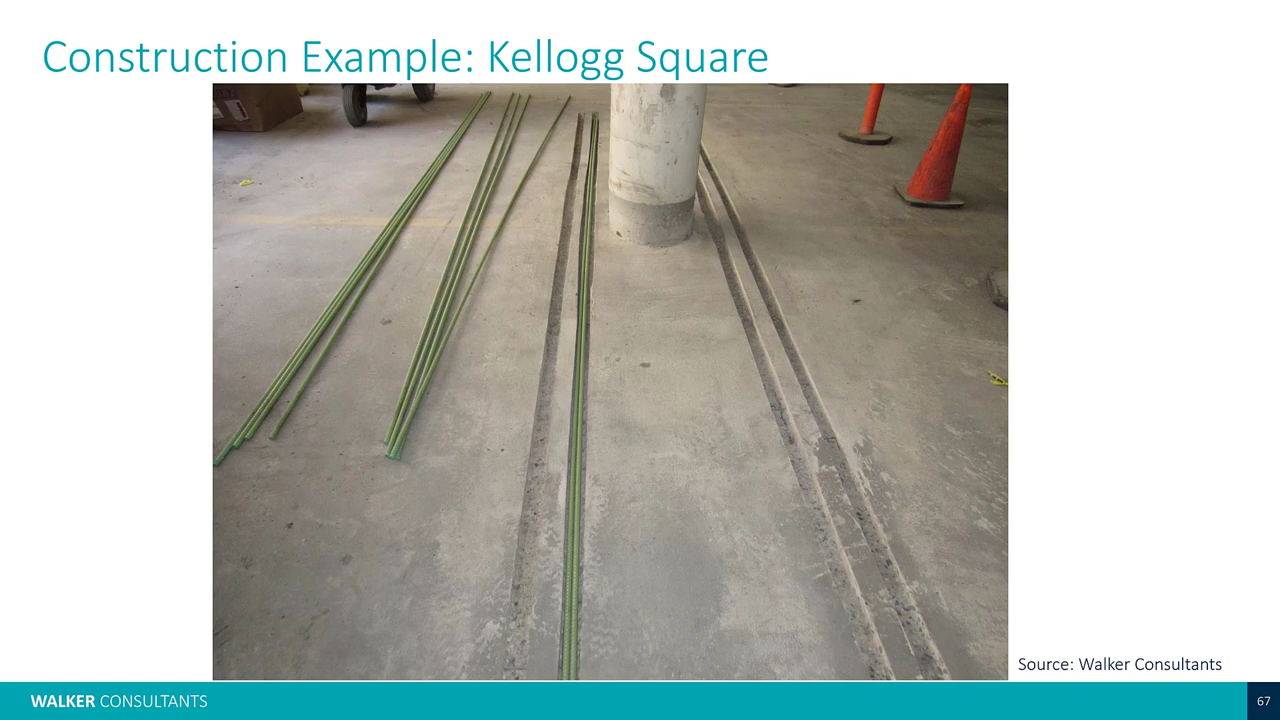 Construction Example: Kellogg Square
Source: Walker Consultants
WALKER CONSULTANTS
67